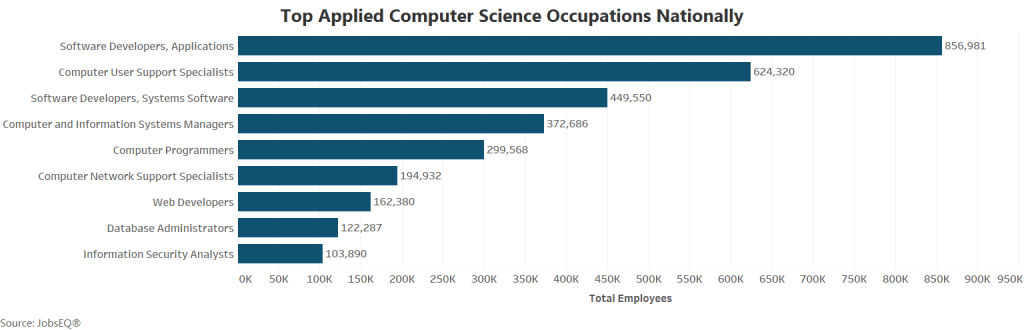 Top Applied Computer Science Occupations Nationally
Software Developers, Applications 856,981
Computer User Support Specialists 624,320
Software Developers, Systems Software 449,550
Computer and Information Systems Managers 372,686
Computer Programmers 299,568
Computer Network Support Specialists 194,932
Web Developers 162,380
Database Administrators 122,287
Information Security Analysts 103,890
0K 50K 100K 150K 200K 250K 300K 350K 400K 450K 500K 550K 600K 650K 700K 750K 800K 850K 900K 950K
Total Employees
Source: JobsEQ®